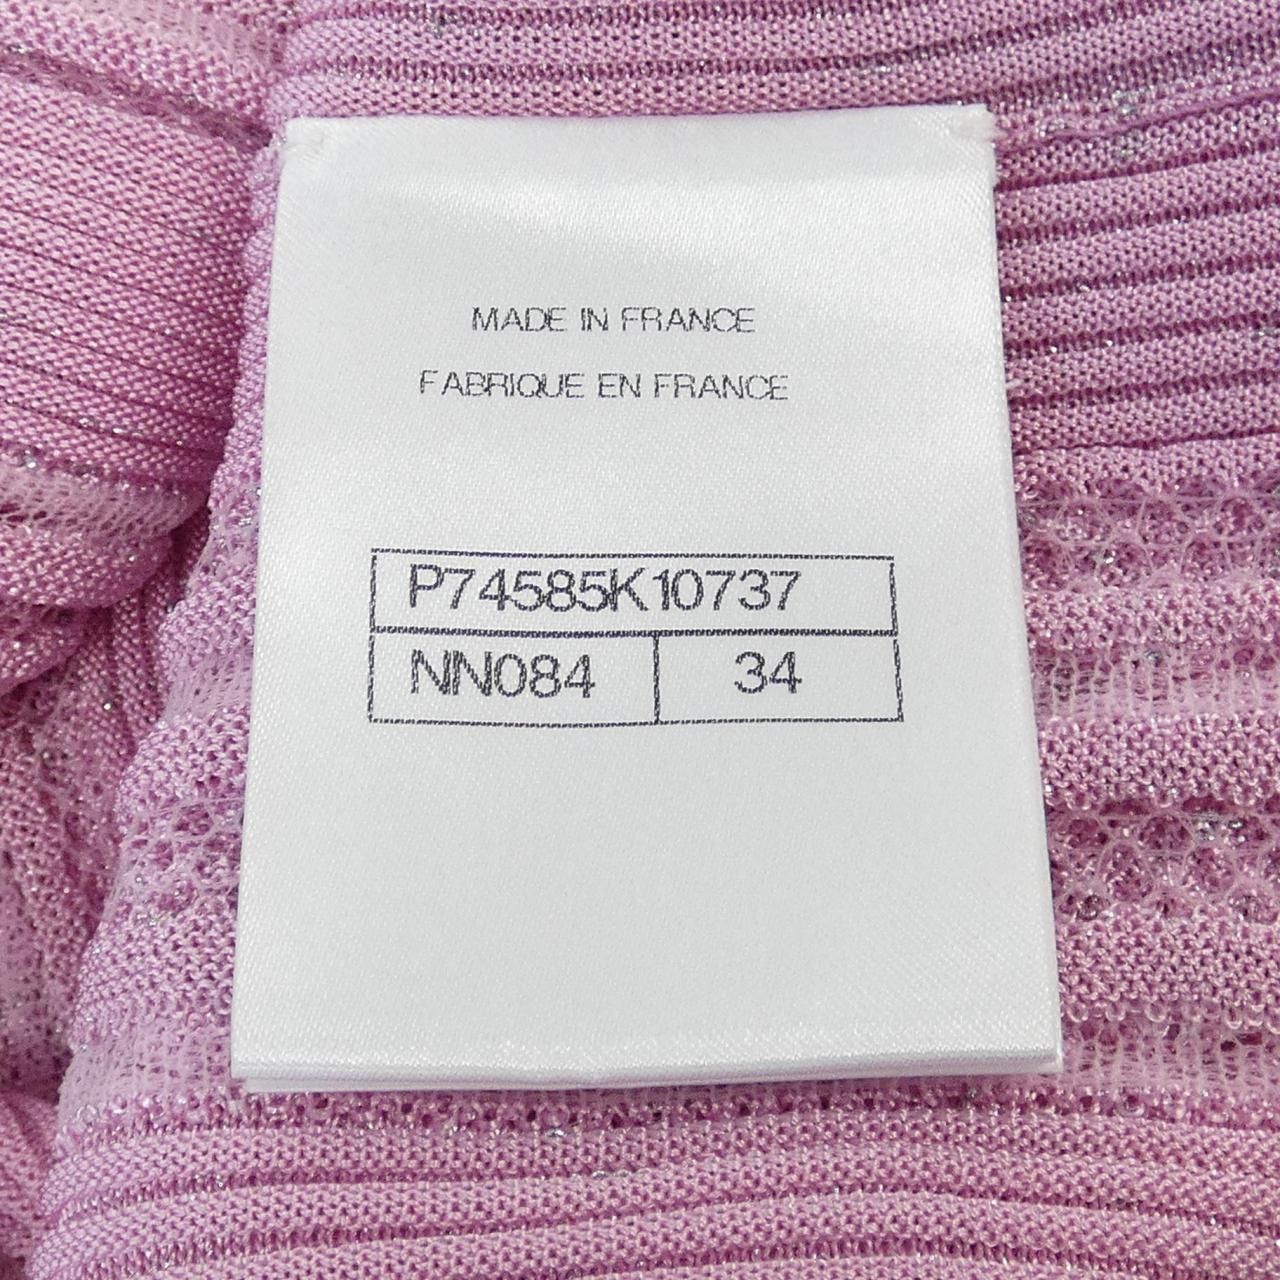 MADE IN FRANCE
FABRIQUE EN FRANCE
P74585K10737
NN084 34